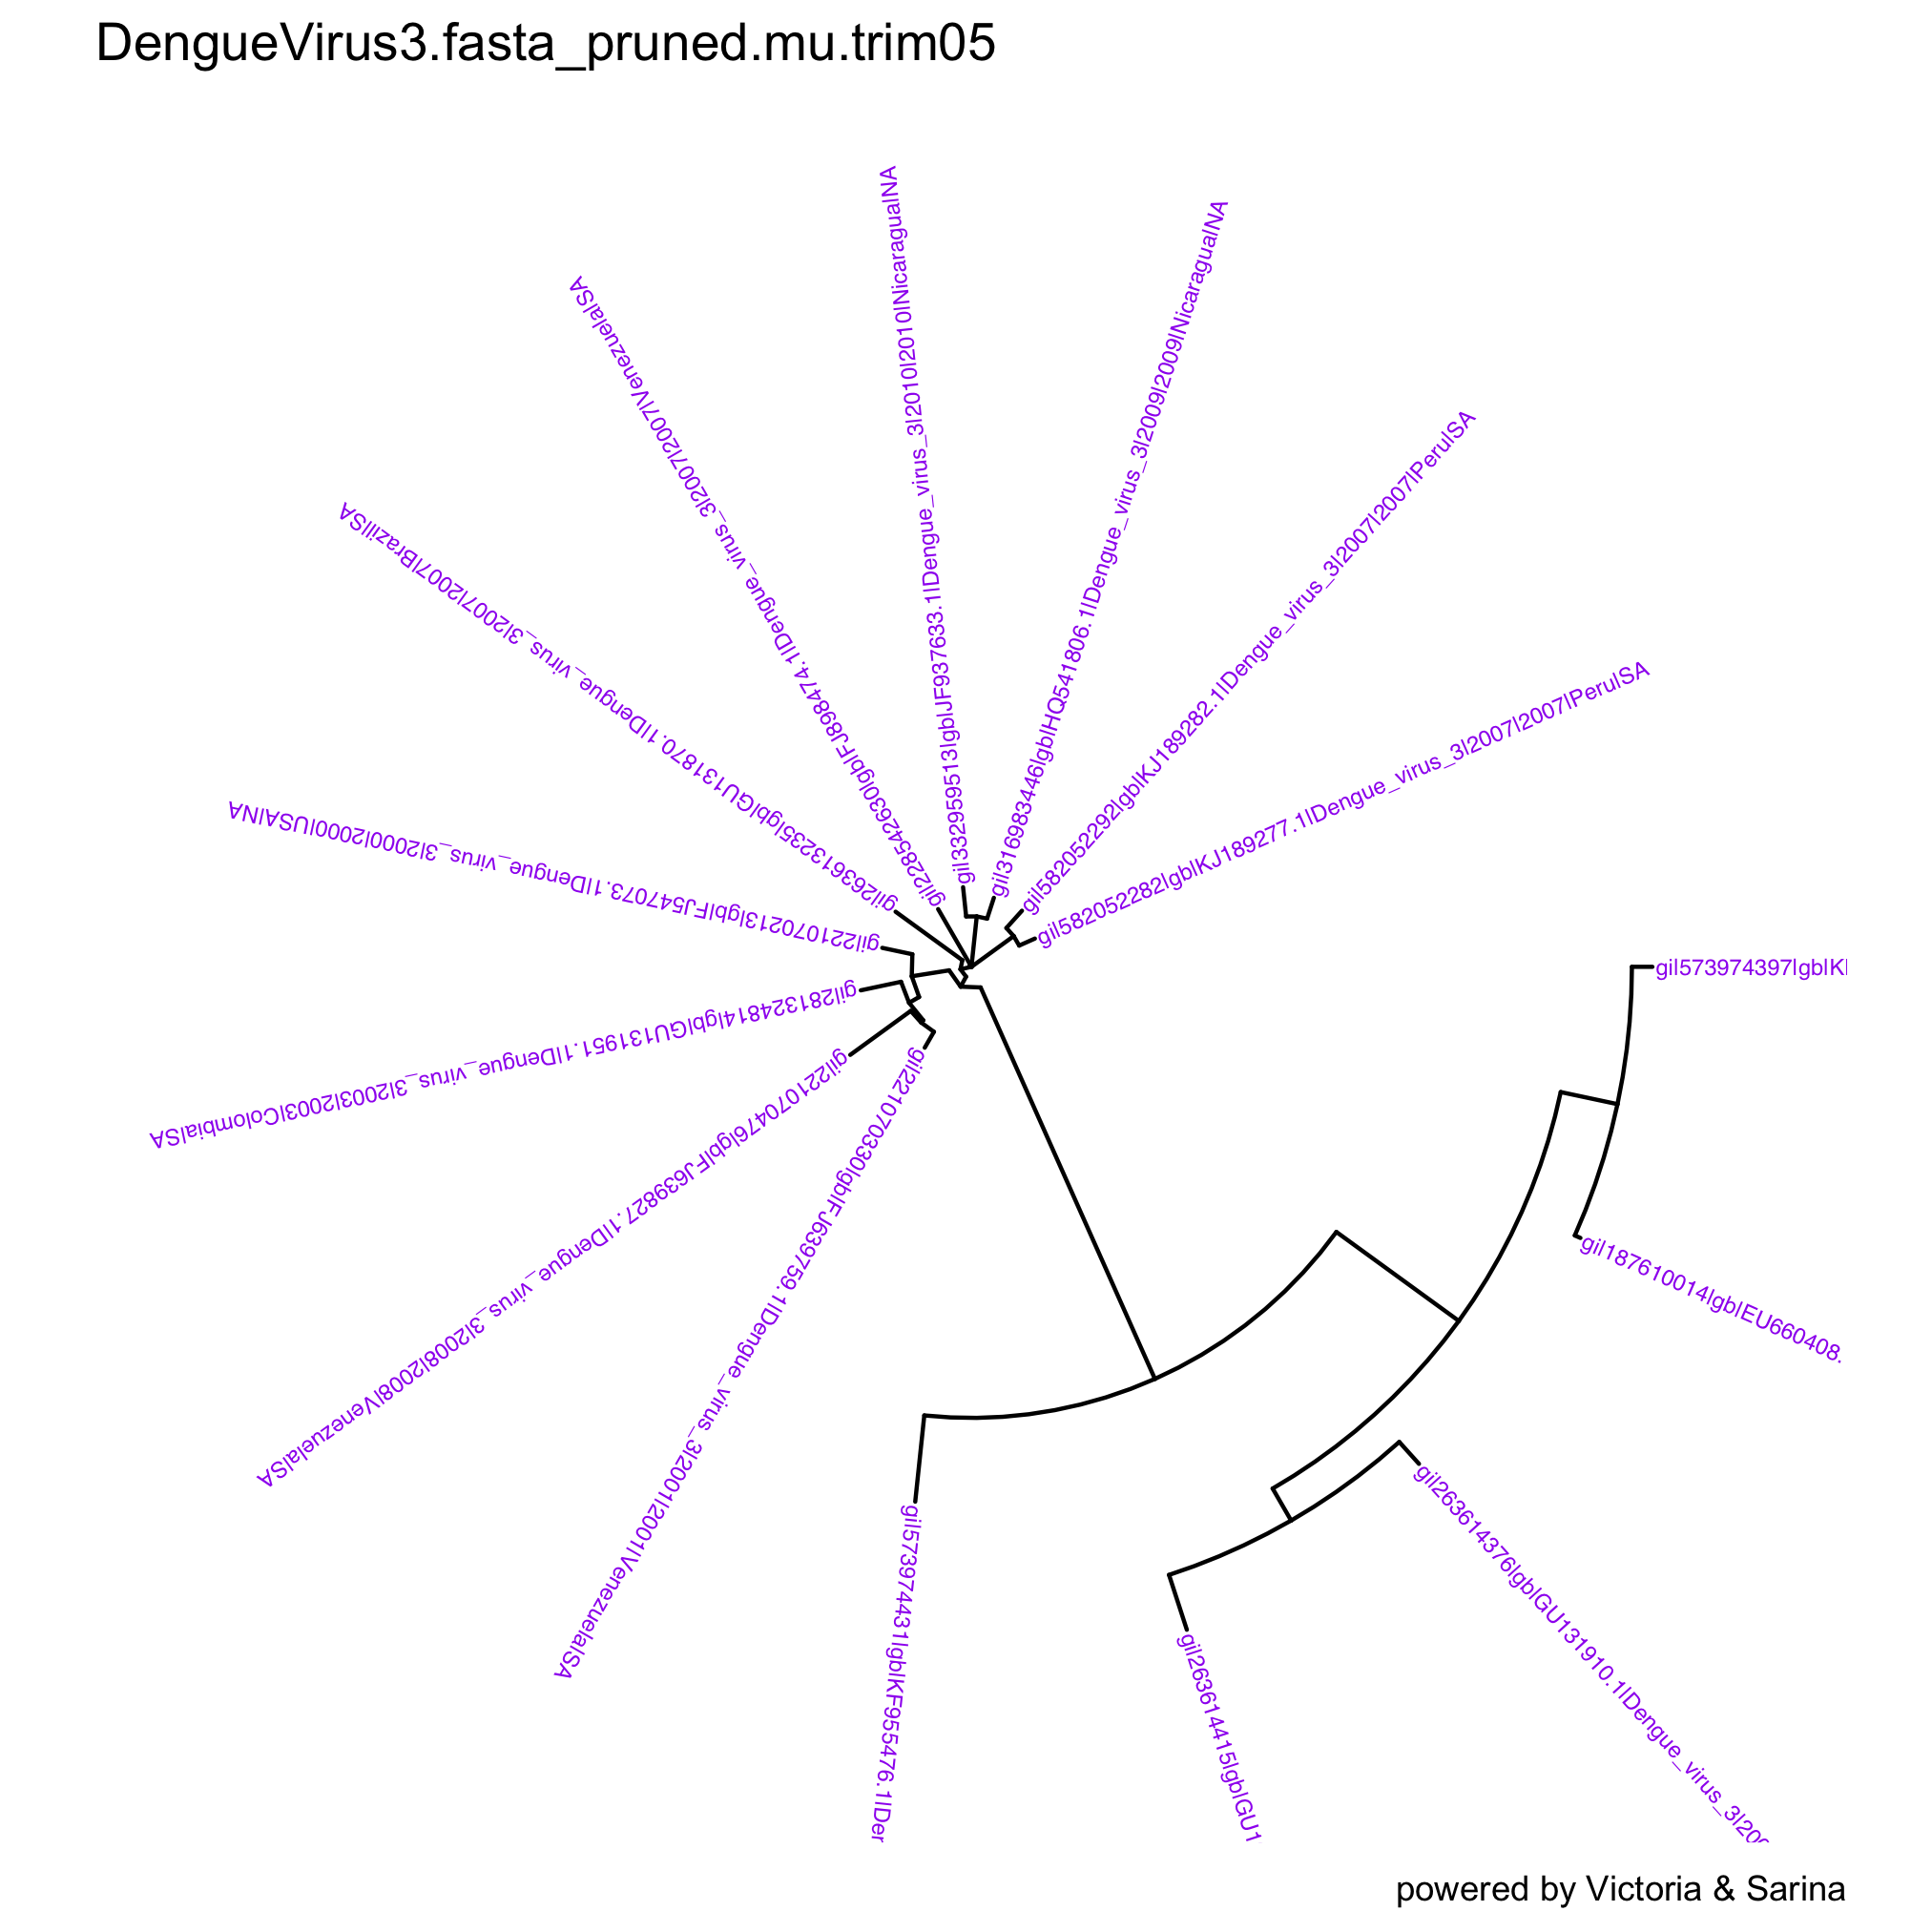 DengueVirus3.fasta_pruned.mu.trim05
gi|332959513|gb|JF937633.1|Dengue_virus_3|2010|2010|Nicaragua|NA
gi|316983446|gb|HQ541806.1|Dengue_virus_3|2009|2009|Nicaragua|NA
gi|228542630|gb|FJ898474.1|Dengue_virus_3|2007|2007|Venezuela|SA
gi|582052292|gb|KJ189282.1|Dengue_virus_3|2007|2007|Peru|SA
gi|263613235|gb|GU131870.1|Dengue_virus_3|2007|2007|Brazil|SA
gi|582052282|gb|KJ189277.1|Dengue_virus_3|2007|2007|Peru|SA
gi|221070213|gb|FJ547073.1|Dengue_virus_3|2000|2000|USA|NA
gi|573974397|gb|K
gi|281324814|gb|GU131951.1|Dengue_virus_3|2003|2003|Colombia|SA
gi|187610014|gb|EU660408.
gi|221070476|gb|FJ639827.1|Dengue_virus_3|2008|2008|Venezuela|SA
gi|221070330|gb|FJ639759.1|Dengue_virus_3|2001|2001|Venezuela|SA
gi|263614376|gb|GU131910.1|Dengue_virus_3|200
gi|573974431|gb|KF955476.1|Der
gi|263614415|gb|GU1
powered by Victoria & Sarina